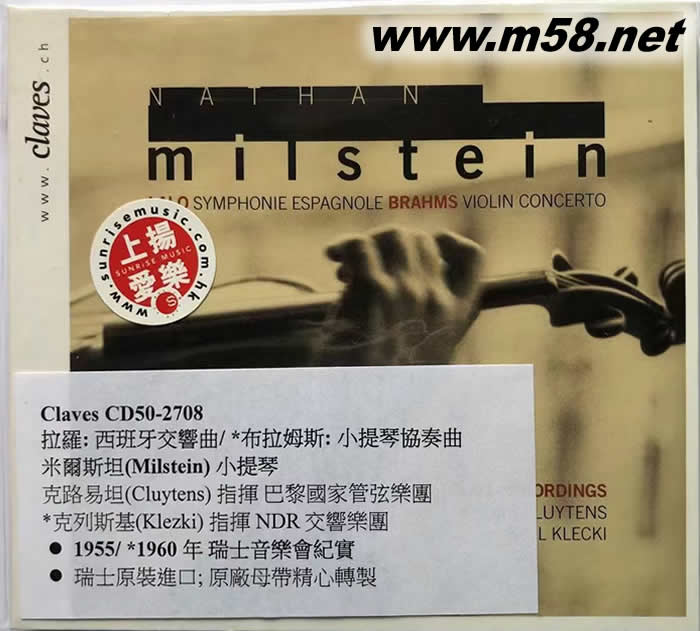 www.m58.net
www.claves.ch
NATHAN
milstein
LALO SYMPHONIE ESPAGNOLE BRAHMS VIOLIN CONCERTO
www.sunrisemusic.com.hk
上揚
SUNRISE MUSIC
愛樂
S
Claves CD50-2708
拉羅: 西班牙交響曲/ *布拉姆斯: 小提琴協奏曲
米爾斯坦(Milstein) 小提琴
克路易坦(Cluytens) 指揮 巴黎國家管弦樂團
*克列斯基(Klezki) 指揮 NDR 交響樂團
● 1955/ *1960 年 瑞士音樂會紀實
● 瑞士原裝進口; 原廠母帶精心轉製
ORDINGS
LUYTENS
L KLECKI